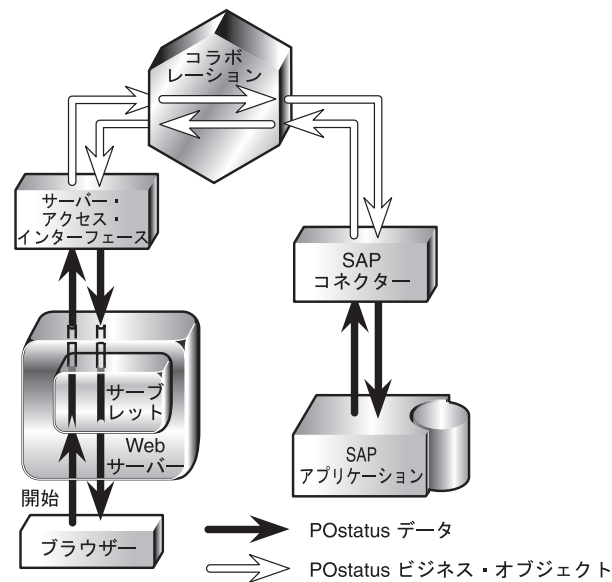 コラボ
レーション
サーバー・
アクセス・
インターフェース
SAP
コネクター
サーブ
レット
Web
サーバー
SAP
アプリケーション
開始
ブラウザー
POstatus データ
POstatus ビジネス・オブジェクト